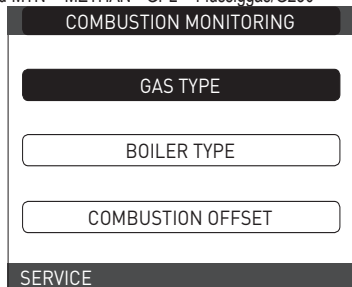 COMBUSTION MONITORING
GAS TYPE
BOILER TYPE
COMBUSTION OFFSET
SERVICE